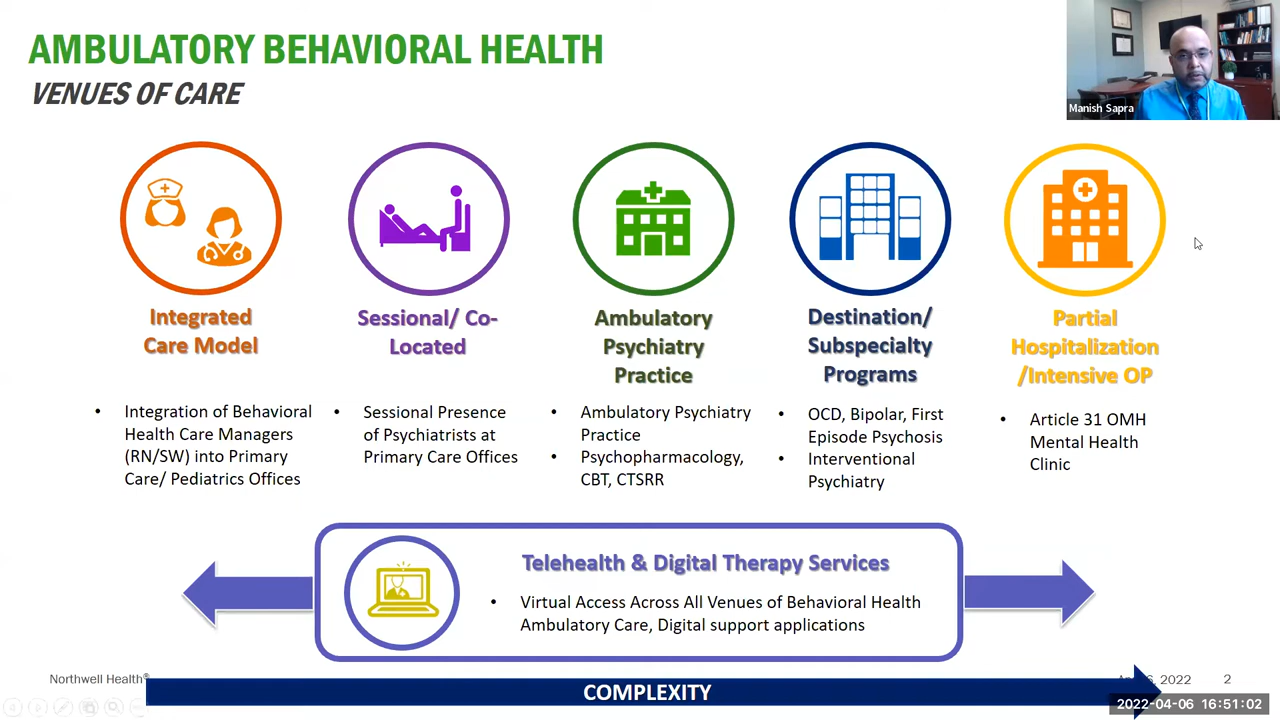 AMBULATORY BEHAVIORAL HEALTH
VENUES OF CARE
Manish Sapra
Integrated
Care Model
• Integration of Behavioral
Health Care Managers
(RN/SW) into Primary
Care/ Pediatrics Offices
Sessional/ Co-
Located
• Sessional Presence
of Psychiatrists at
Primary Care Offices
Ambulatory
Psychiatry
Practice
• Ambulatory Psychiatry
Practice
• Psychopharmacology,
CBT, CTSRR
Destination/
Subspecialty
Programs
• OCD, Bipolar, First
Episode Psychosis
• Interventional
Psychiatry
Partial
Hospitalization
/Intensive OP
• Article 31 OMH
Mental Health
Clinic
Telehealth & Digital Therapy Services
• Virtual Access Across All Venues of Behavioral Health
Ambulatory Care, Digital support applications
Northwell Health®
2022
2
COMPLEXITY
2022-04-06 16:51:02